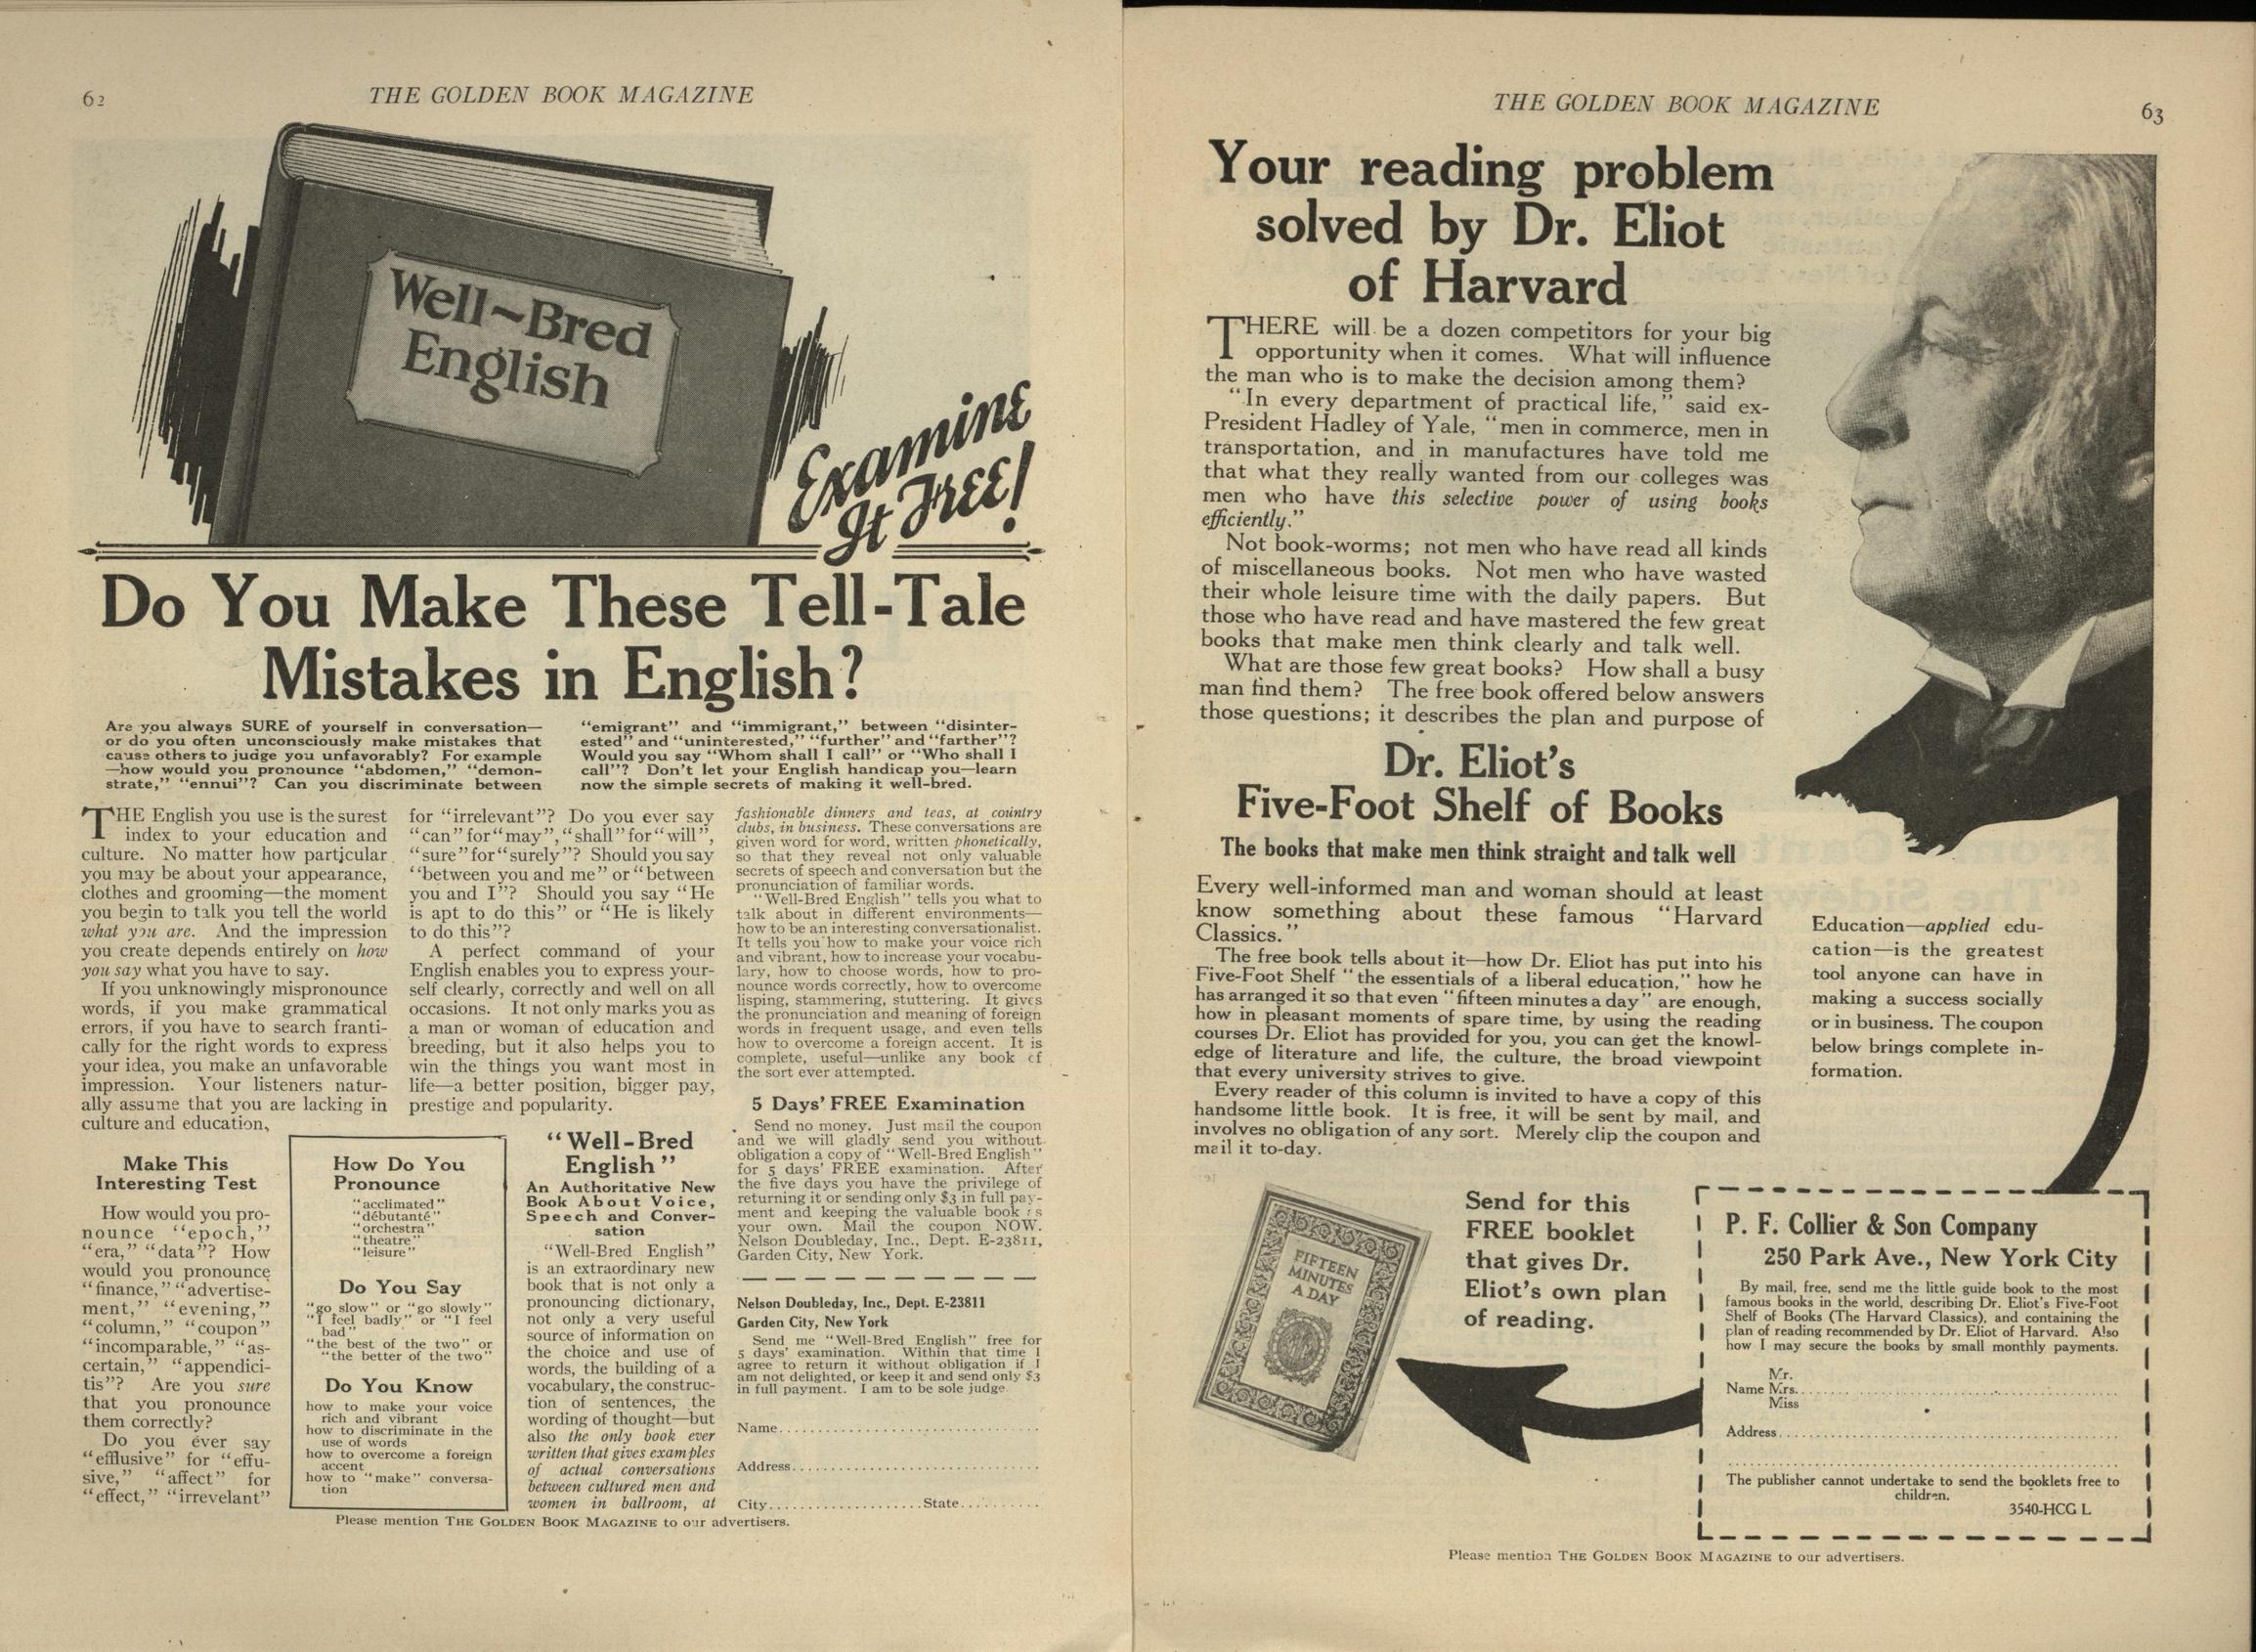 62
THE GOLDEN BOOK MAGAZINE
Well~Bred
English
Examine
It FREE!
Do You Make These Tell-Tale
Mistakes in English?
Are you always SURE of yourself in conversation—
or do you often unconsciously make mistakes that
cause others to judge you unfavorably? For example
—how would you pronounce “abdomen,” “demon-
strate,” “ennui”? Can you discriminate between
“emigrant” and “immigrant,” between “disinter-
ested” and “uninterested,” “further” and “farther”?
Would you say “Whom shall I call” or “Who shall I
call”? Don’t let your English handicap you—learn
now the simple secrets of making it well-bred.
THE English you use is the surest
index to your education and
culture. No matter how particular
you may be about your appearance,
clothes and grooming—the moment
you begin to talk you tell the world
what you are. And the impression
you create depends entirely on how
you say what you have to say.
If you unknowingly mispronounce
words, if you make grammatical
errors, if you have to search franti-
cally for the right words to express
your idea, you make an unfavorable
impression. Your listeners natur-
ally assume that you are lacking in
culture and education,
Make This
Interesting Test
How would you pro-
nounce “epoch,”
“era,” “data”? How
would you pronounce
“finance,” “advertise-
ment,” “evening,”
“column,” “coupon”
“incomparable,” “as-
certain,” “appendici-
tis”? Are you sure
that you pronounce
them correctly?
Do you ever say
“efflusive” for “effu-
sive,” “affect” for
“effect,” “irrevelant”
for “irrelevant”? Do you ever say
“can” for “may”, “shall” for “will”,
“sure” for “surely”? Should you say
“between you and me” or “between
you and I”? Should you say “He
is apt to do this” or “He is likely
to do this”?
A perfect command of your
English enables you to express your-
self clearly, correctly and well on all
occasions. It not only marks you as
a man or woman of education and
breeding, but it also helps you to
win the things you want most in
life—a better position, bigger pay,
prestige and popularity.
How Do You
Pronounce
“acclimated”
“débutanté”
“orchestra”
“theatre”
“leisure”
Do You Say
“go slow” or “go slowly”
“I feel badly” or “I feel
bad”
“the best of the two” or
“the better of the two”
Do You Know
how to make your voice
rich and vibrant
how to discriminate in the
use of words
how to overcome a foreign
accent
how to “make” conversa-
tion
“Well-Bred
English”
An Authoritative New
Book About Voice,
Speech and Conver-
sation
“Well-Bred English”
is an extraordinary new
book that is not only a
pronouncing dictionary,
not only a very useful
source of information on
the choice and use of
words, the building of a
vocabulary, the construc-
tion of sentences, the
wording of thought—but
also the only book ever
written that gives examples
of actual conversations
between cultured men and
women in ballroom, at
fashionable dinners and teas, at country
clubs, in business. These conversations are
given word for word, written phonetically,
so that they reveal not only valuable
secrets of speech and conversation but the
pronunciation of familiar words.
“Well-Bred English” tells you what to
talk about in different environments—
how to be an interesting conversationalist.
It tells you how to make your voice rich
and vibrant, how to increase your vocabu-
lary, how to choose words, how to pro-
nounce words correctly, how to overcome
lisping, stammering, stuttering. It gives
the pronunciation and meaning of foreign
words in frequent usage, and even tells
how to overcome a foreign accent. It is
complete, useful—unlike any book of
the sort ever attempted.
5 Days’ FREE Examination
Send no money. Just mail the coupon
and we will gladly send you without
obligation a copy of “Well-Bred English”
for 5 days’ FREE examination. After
the five days you have the privilege of
returning it or sending only $3 in full pay-
ment and keeping the valuable book as
your own. Mail the coupon NOW.
Nelson Doubleday, Inc., Dept. E-23811,
Garden City, New York.
Nelson Doubleday, Inc., Dept. E-23811
Garden City, New York
Send me “Well-Bred English” free for
5 days’ examination. Within that time I
agree to return it without obligation if I
am not delighted, or keep it and send only $3
in full payment. I am to be sole judge.
Name
Address
City State
Please mention THE GOLDEN BOOK MAGAZINE to our advertisers.
THE GOLDEN BOOK MAGAZINE
63
Your reading problem
solved by Dr. Eliot
of Harvard
THERE will be a dozen competitors for your big
opportunity when it comes. What will influence
the man who is to make the decision among them?
“In every department of practical life,” said ex-
President Hadley of Yale, “men in commerce, men in
transportation, and in manufactures have told me
that what they really wanted from our colleges was
men who have this selective power of using books
efficiently.”
Not book-worms; not men who have read all kinds
of miscellaneous books. Not men who have wasted
their whole leisure time with the daily papers. But
those who have read and have mastered the few great
books that make men think clearly and talk well.
What are those few great books? How shall a busy
man find them? The free book offered below answers
those questions; it describes the plan and purpose of
Dr. Eliot’s
Five-Foot Shelf of Books
The books that make men think straight and talk well
Every well-informed man and woman should at least
know something about these famous “Harvard
Classics.”
The free book tells about it—how Dr. Eliot has put into his
Five-Foot Shelf “the essentials of a liberal education,” how he
has arranged it so that even “fifteen minutes a day” are enough,
how in pleasant moments of spare time, by using the reading
courses Dr. Eliot has provided for you, you can get the knowl-
edge of literature and life, the culture, the broad viewpoint
that every university strives to give.
Every reader of this column is invited to have a copy of this
handsome little book. It is free, it will be sent by mail, and
involves no obligation of any sort. Merely clip the coupon and
mail it to-day.
Education—applied edu-
cation—is the greatest
tool anyone can have in
making a success socially
or in business. The coupon
below brings complete in-
formation.
FIFTEEN
MINUTES
A DAY
Send for this
FREE booklet
that gives Dr.
Eliot’s own plan
of reading.
P. F. Collier & Son Company
250 Park Ave., New York City
By mail, free, send me the little guide book to the most
famous books in the world, describing Dr. Eliot’s Five-Foot
Shelf of Books (The Harvard Classics), and containing the
plan of reading recommended by Dr. Eliot of Harvard. Also
how I may secure the books by small monthly payments.
Mr.
Name Mrs.
Miss
Address
The publisher cannot undertake to send the booklets free to
children.
3540-HCG L
Please mention THE GOLDEN BOOK MAGAZINE to our advertisers.